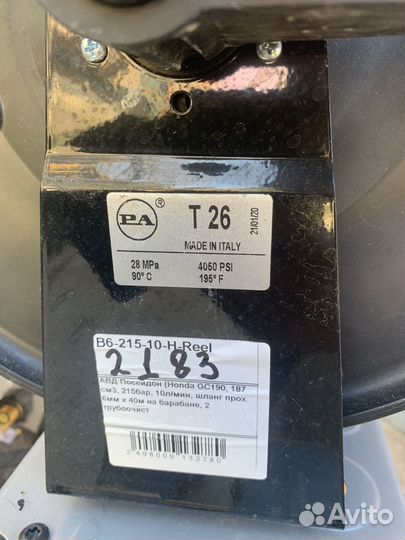 PA ® T 26
MADE IN ITALY
28 MPa 4050 PSI
90° C 195° F
21/01/20
B6-215-10-H-Reel
2183
АВД Посейдон (Honda GC190, 187
см3, 215бар, 10л/мин, шланг прох.
6мм х 40м на барабане, 2
трубоочист
2498000132780
Avito